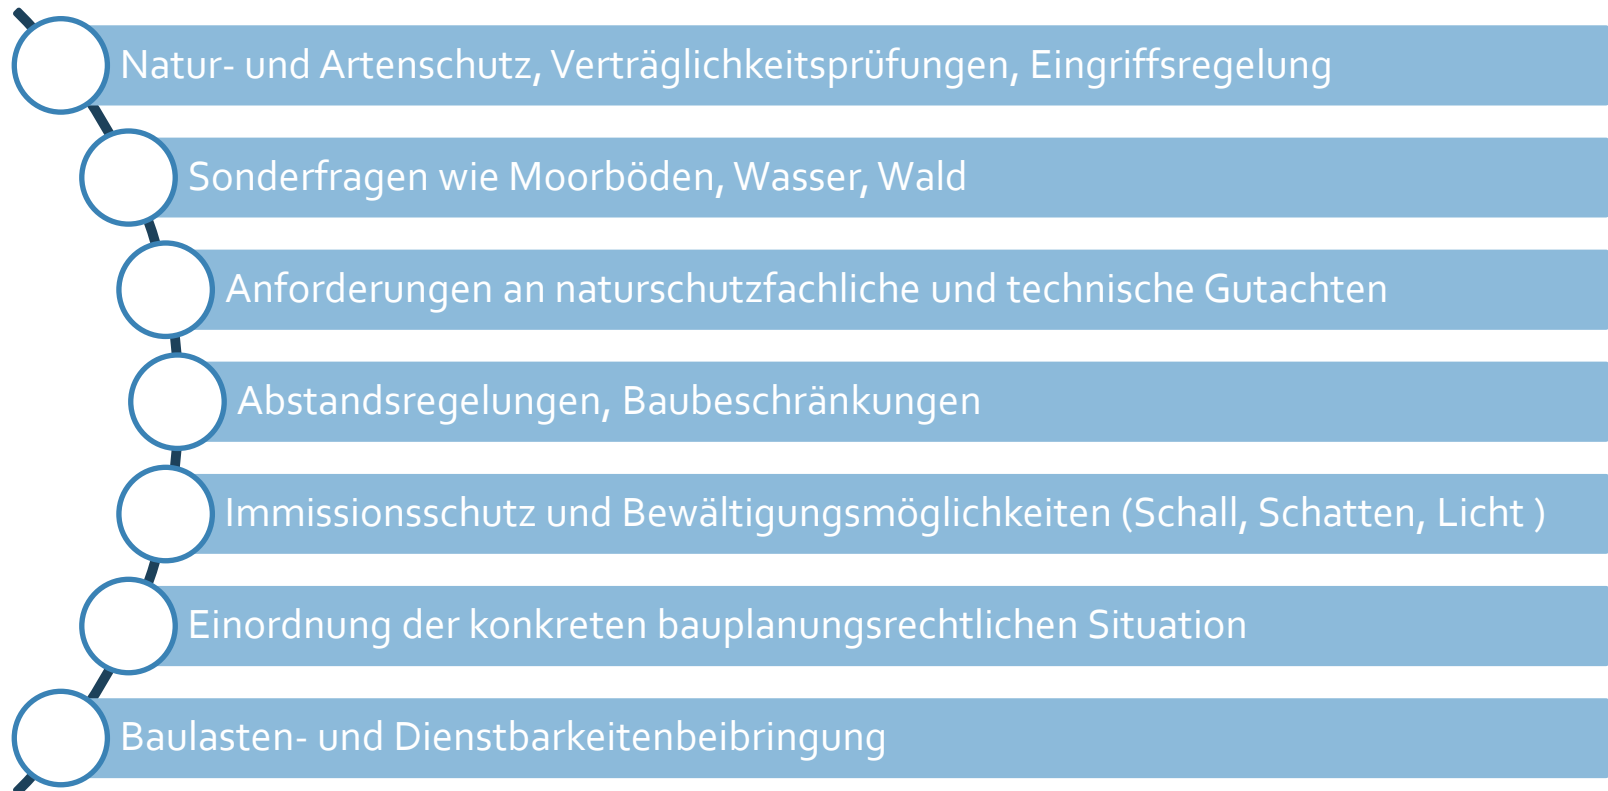 Natur- und Artenschutz, Verträglichkeitsprüfungen, Eingriffsregelung
Sonderfragen wie Moorböden, Wasser, Wald
Anforderungen an naturschutzfachliche und technische Gutachten
Abstandsregelungen, Baubeschränkungen
Immissionsschutz und Bewältigungsmöglichkeiten (Schall, Schatten, Licht )
Einordnung der konkreten bauplanungsrechtlichen Situation
Baulasten- und Dienstbarkeitenbeibringung